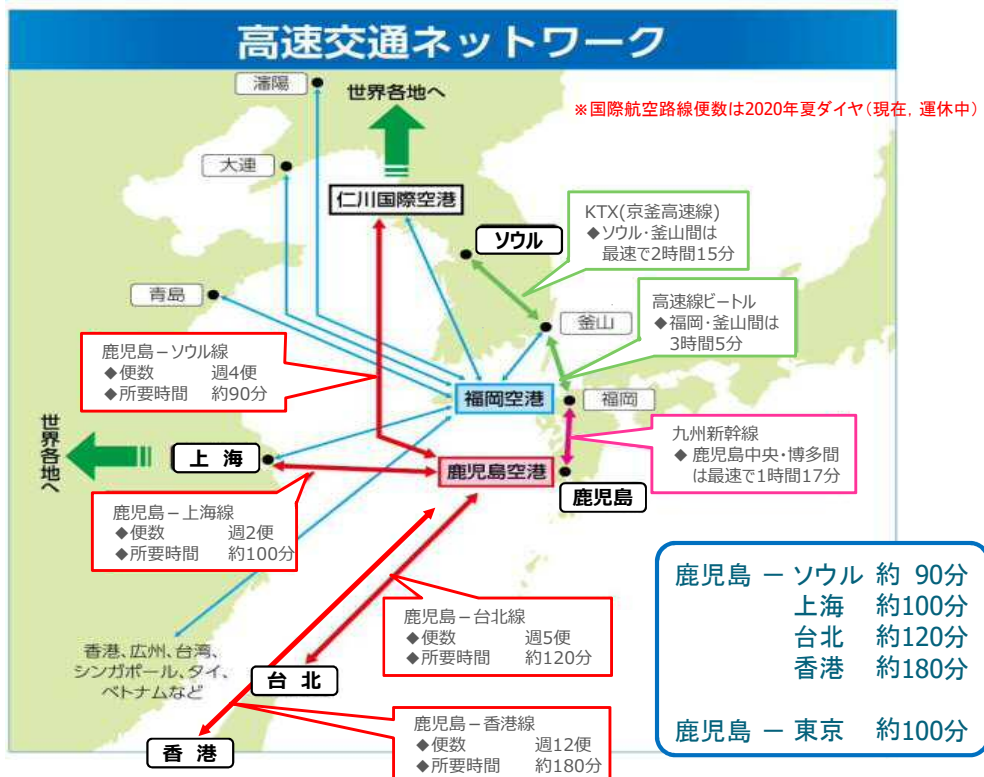 高速交通ネットワーク
※国際航空路線便数は2020年夏ダイヤ(現在, 運休中)
瀋陽
世界各地へ
大連
仁川国際空港
ソウル
KTX(京釜高速線)
◆ソウル・釜山間は
最速で2時間15分
青島
釜山
高速線ビートル
◆福岡・釜山間は
3時間5分
鹿児島－ソウル線
◆便数 週4便
◆所要時間 約90分
福岡空港
福岡
世界各地へ
上 海
鹿児島空港
鹿児島
九州新幹線
◆ 鹿児島中央・博多間
は最速で1時間17分
鹿児島－上海線
◆便数 週2便
◆所要時間 約100分
鹿児島－台北線
◆便数 週5便
◆所要時間 約120分
香港、広州、台湾、
シンガポール、タイ、
ベトナムなど
台 北
香 港
鹿児島－香港線
◆便数 週12便
◆所要時間 約180分
鹿児島 － ソウル 約 90分
上海 約100分
台北 約120分
香港 約180分
鹿児島 － 東京 約100分